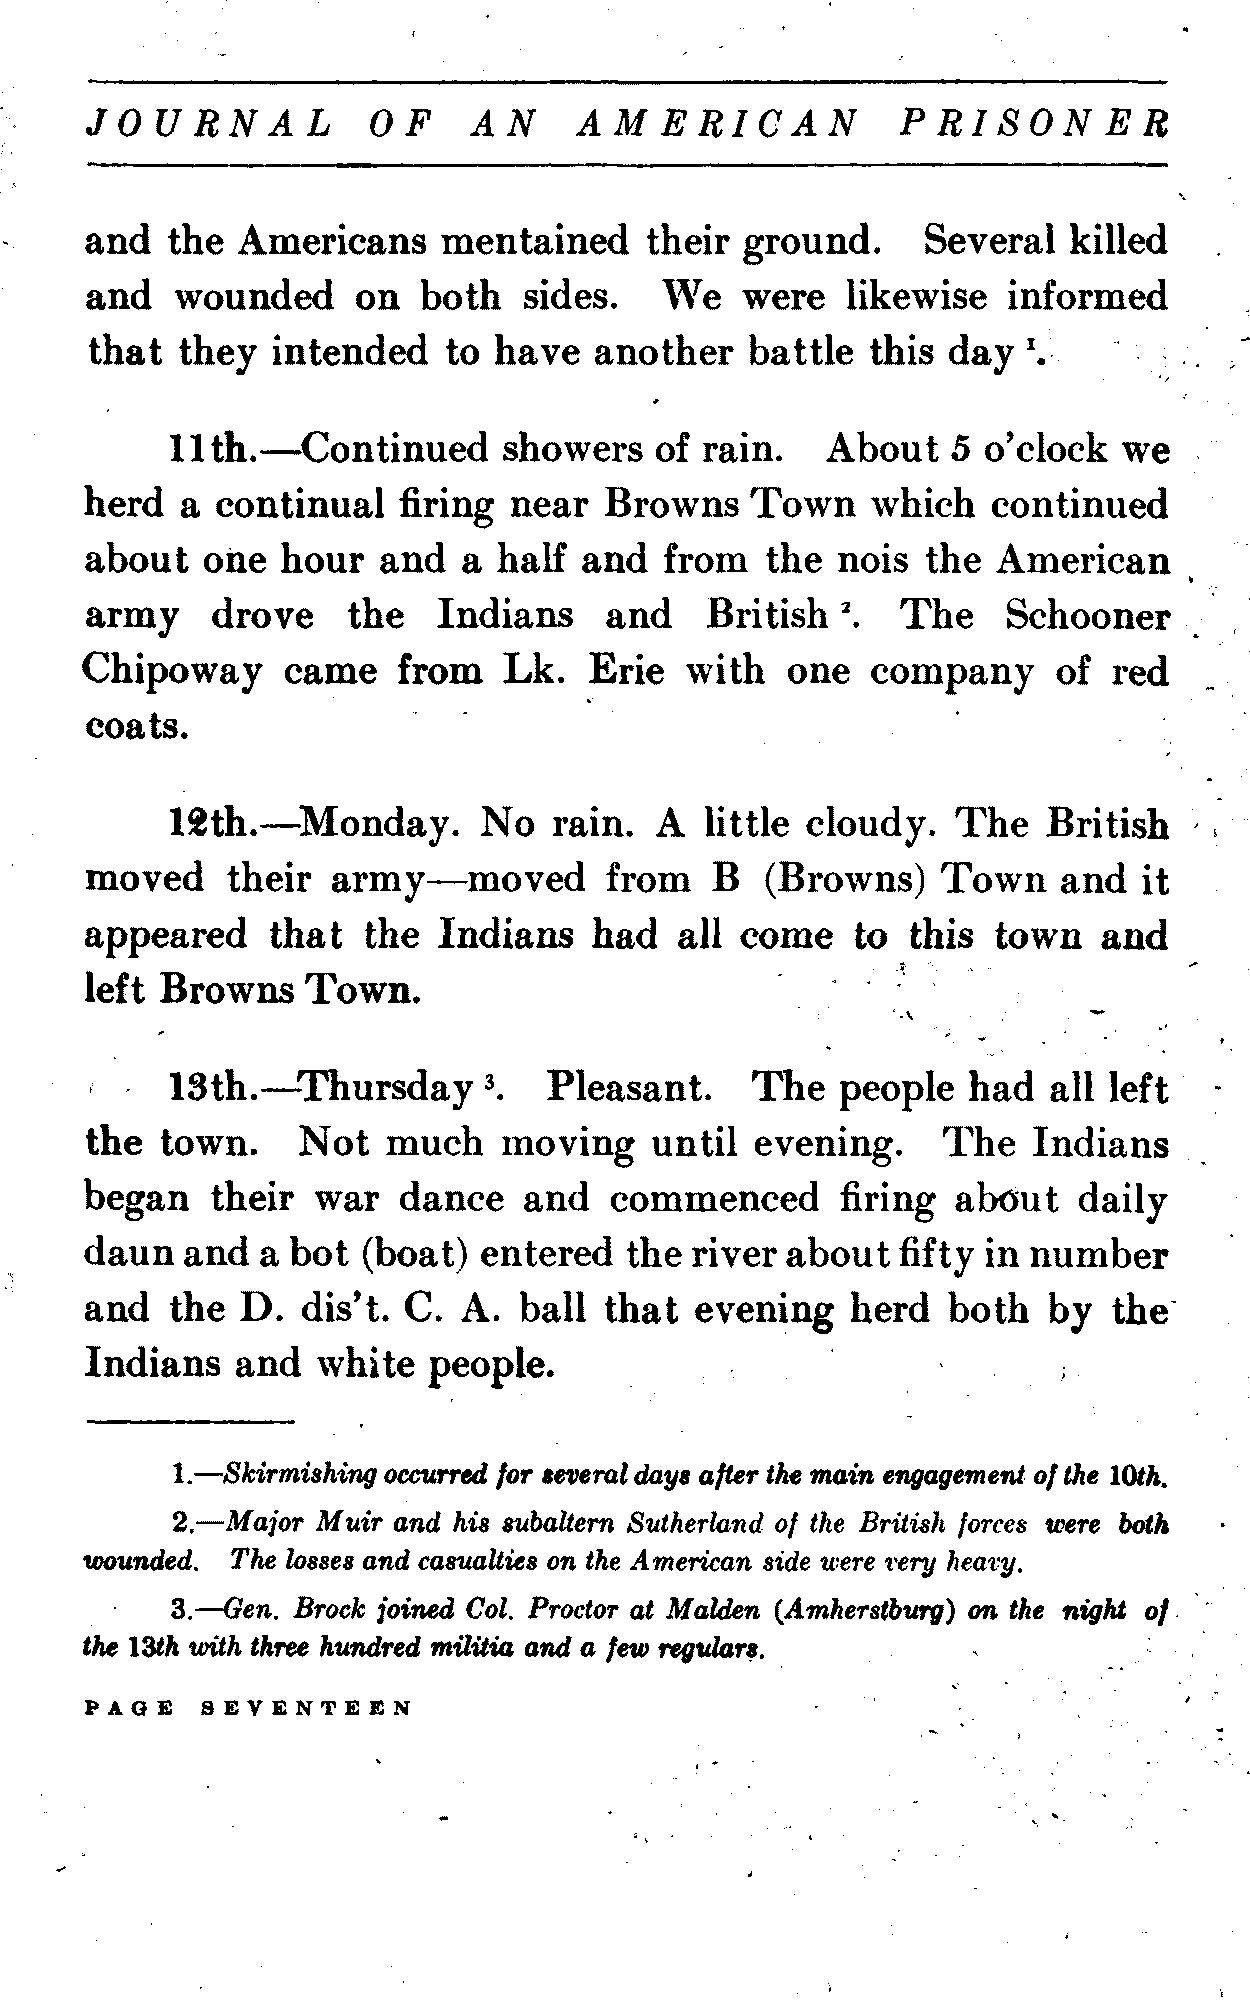 JOURNAL OF AN AMERICAN PRISONER
and the Americans mentained their ground. Several killed
and wounded on both sides. We were likewise informed
that they intended to have another battle this day ¹.
11th.—Continued showers of rain. About 5 o'clock we
herd a continual firing near Browns Town which continued
about one hour and a half and from the nois the American
army drove the Indians and British ². The Schooner
Chipoway came from Lk. Erie with one company of red
coats.
12th.—Monday. No rain. A little cloudy. The British
moved their army—moved from B (Browns) Town and it
appeared that the Indians had all come to this town and
left Browns Town.
13th.—Thursday ³. Pleasant. The people had all left
the town. Not much moving until evening. The Indians
began their war dance and commenced firing about daily
daun and a bot (boat) entered the river about fifty in number
and the D. dis't. C. A. ball that evening herd both by the
Indians and white people.
1.—Skirmishing occurred for several days after the main engagement of the 10th.
2.—Major Muir and his subaltern Sutherland of the British forces were both
wounded. The losses and casualties on the American side were very heavy.
3.—Gen. Brock joined Col. Proctor at Malden (Amherstburg) on the night of
the 13th with three hundred militia and a few regulars.
PAGE SEVENTEEN